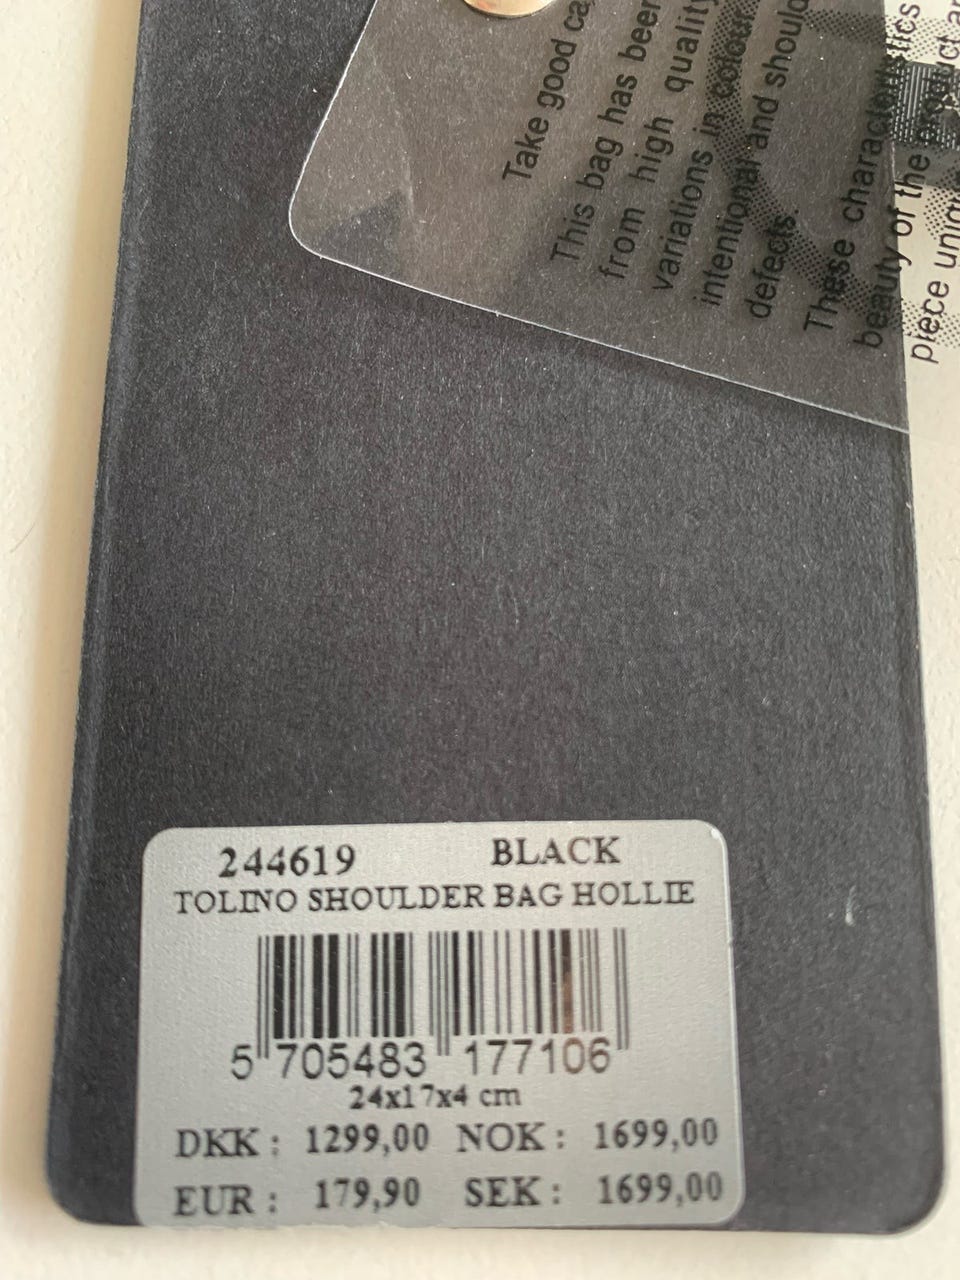 Take good
This bag has been
from high quality
variations in colour
intentional and should
defects.
These characteristics
beauty of the product
piece
244619 BLACK
TOLINO SHOULDER BAG HOLLIE
5 705483 177106
24x17x4 cm
DKK : 1299,00 NOK : 1699,00
EUR : 179,90 SEK : 1699,00